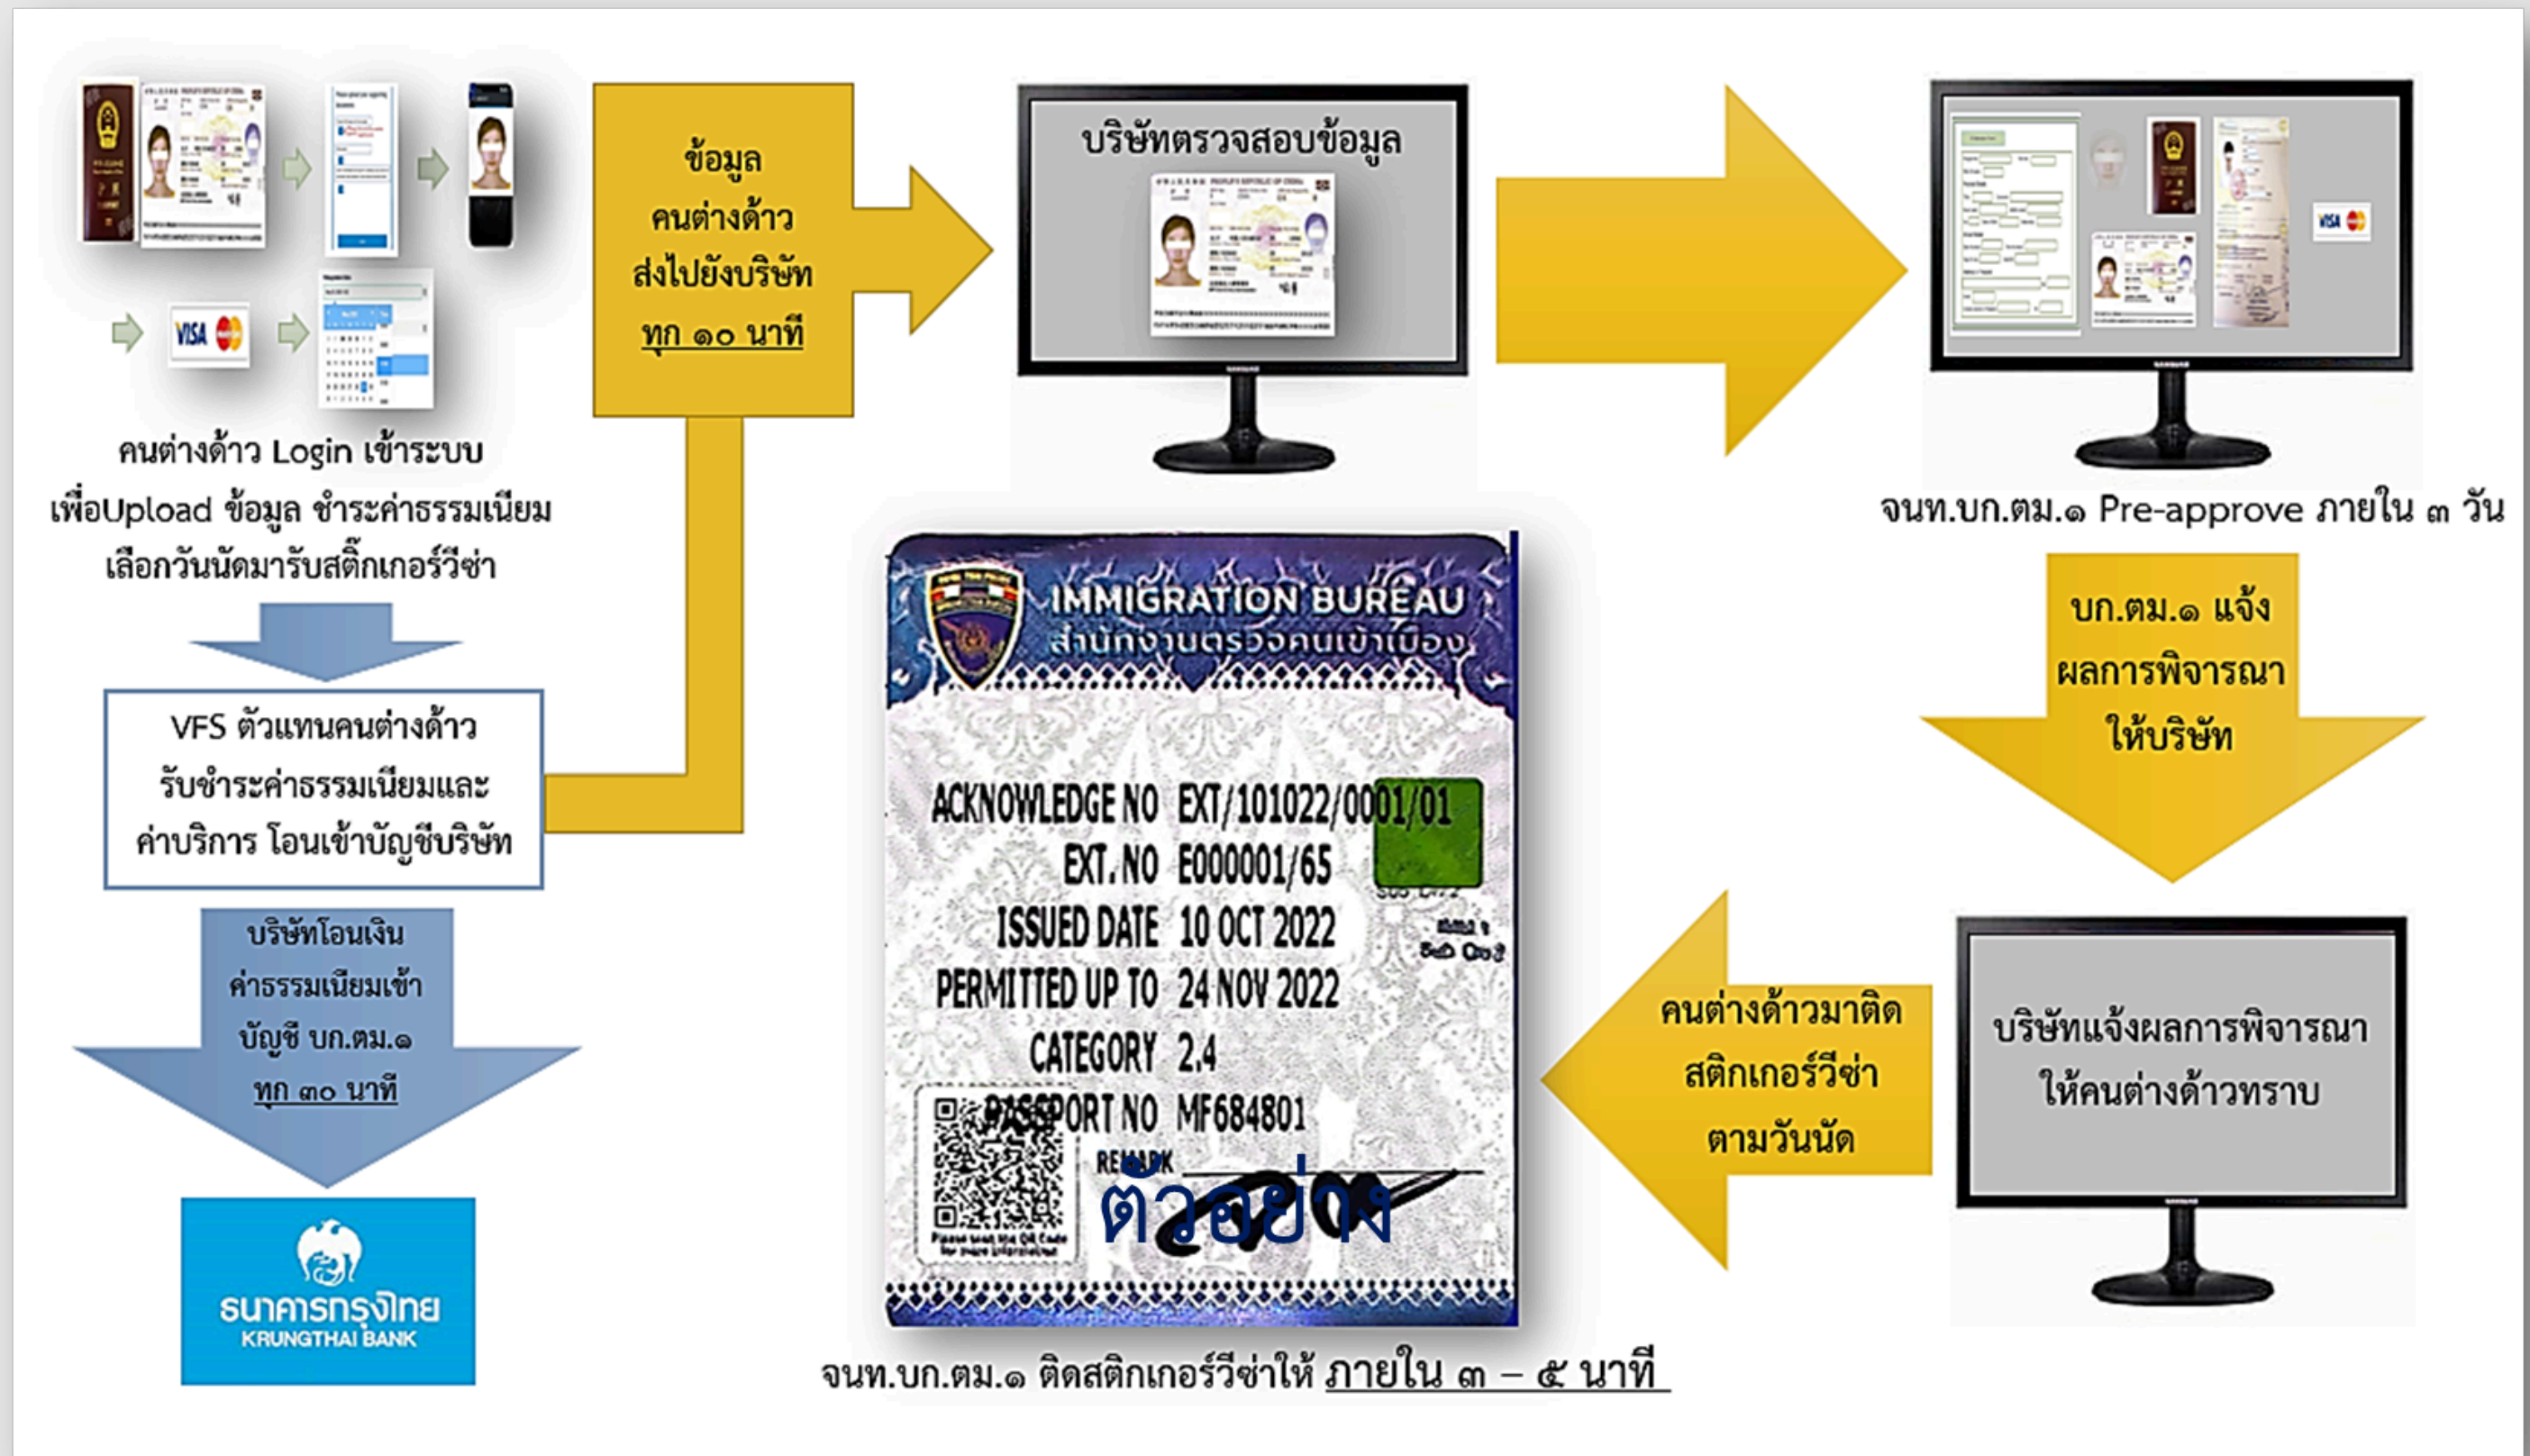 คนต่างด้าว Login เข้าระบบ
เพื่อUpload ข้อมูล ชำระค่าธรรมเนียม
เลือกวันนัดมารับสติ๊กเกอร์วีซ่า
VISA
VFS ตัวแทนคนต่างด้าว
รับชำระค่าธรรมเนียมและ
ค่าบริการ โอนเข้าบัญชีบริษัท
บริษัทโอนเงิน
ค่าธรรมเนียมเข้า
บัญชี บก.ตม.๑
ทุก ๓๐ นาที
ธนาคารกรุงไทย
KRUNGTHAI BANK
ข้อมูล
คนต่างด้าว
ส่งไปยังบริษัท
ทุก ๑๐ นาที
บริษัทตรวจสอบข้อมูล
VISA
จนท.บก.ตม.๑ Pre-approve ภายใน ๓ วัน
บก.ตม.๑ แจ้ง
ผลการพิจารณา
ให้บริษัท
บริษัทแจ้งผลการพิจารณา
ให้คนต่างด้าวทราบ
คนต่างด้าวมาติด
สติกเกอร์วีซ่า
ตามวันนัด
IMMIGRATION BUREAU
สำนักงานตรวจคนเข้าเมือง
ACKNOWLEDGE NO EXT/101022/0001/01
EXT. NO E000001/65
ISSUED DATE 10 OCT 2022
PERMITTED UP TO 24 NOV 2022
CATEGORY 2.4
PASSPORT NO MF684801
REMARK
ตัวอย่าง
Please scan the QR Code
for more information
จนท.บก.ตม.๑ ติดสติกเกอร์วีซ่าให้ ภายใน ๓ – ๕ นาที